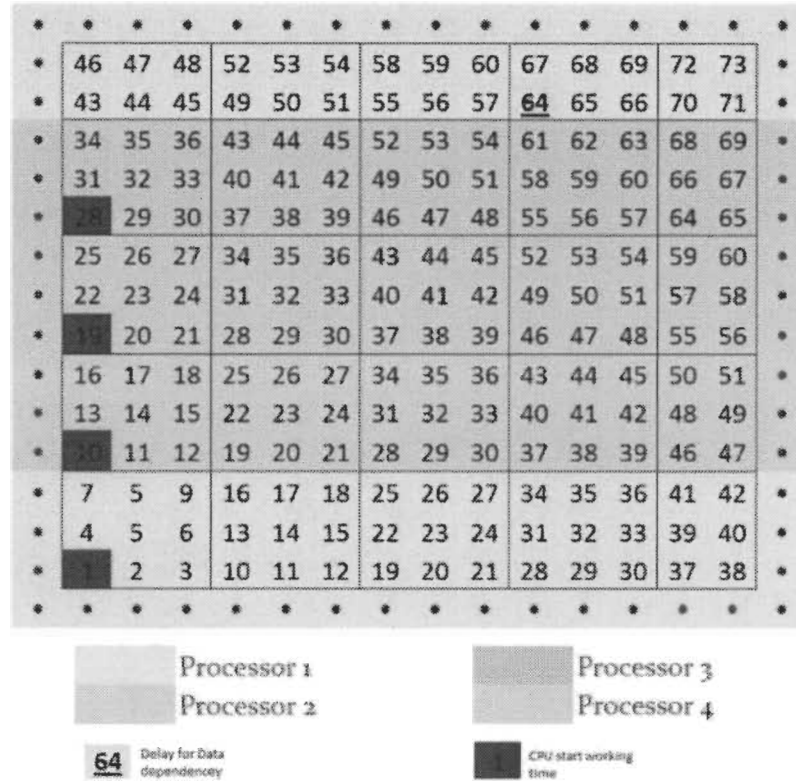 46 47 48 52 53 54 58 59 60 67 68 69 72 73
43 44 45 49 50 51 55 56 57 64 65 66 70 71
34 35 36 43 44 45 52 53 54 61 62 63 68 69
31 32 33 40 41 42 49 50 51 58 59 60 66 67
28 29 30 37 38 39 46 47 48 55 56 57 64 65
25 26 27 34 35 36 43 44 45 52 53 54 59 60
22 23 24 31 32 33 40 41 42 49 50 51 57 58
19 20 21 28 29 30 37 38 39 46 47 48 55 56
16 17 18 25 26 27 34 35 36 43 44 45 50 51
13 14 15 22 23 24 31 32 33 40 41 42 48 49
10 11 12 19 20 21 28 29 30 37 38 39 46 47
7 5 9 16 17 18 25 26 27 34 35 36 41 42
4 5 6 13 14 15 22 23 24 31 32 33 39 40
1 2 3 10 11 12 19 20 21 28 29 30 37 38
Processor 1
Processor 2
Processor 3
Processor 4
64 Delay for Data
dependencey
1 CPU start working
time